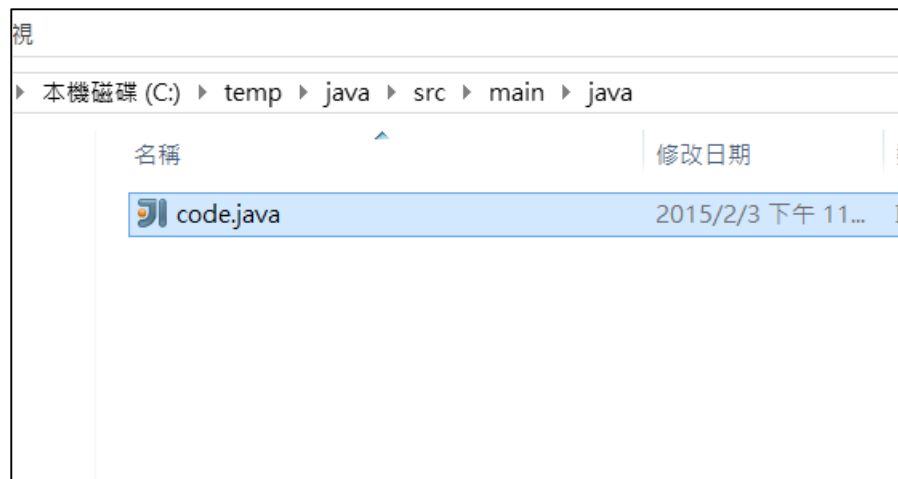 視
本機磁碟 (C:) temp java src main java
名稱 修改日期
code.java 2015/2/3 下午 11...